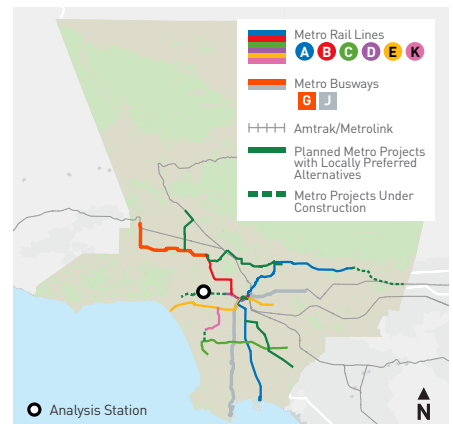 Metro Rail Lines
A B C D E K
Metro Busways
G J
Amtrak/Metrolink
Planned Metro Projects
with Locally Preferred
Alternatives
Metro Projects Under
Construction
Analysis Station
N